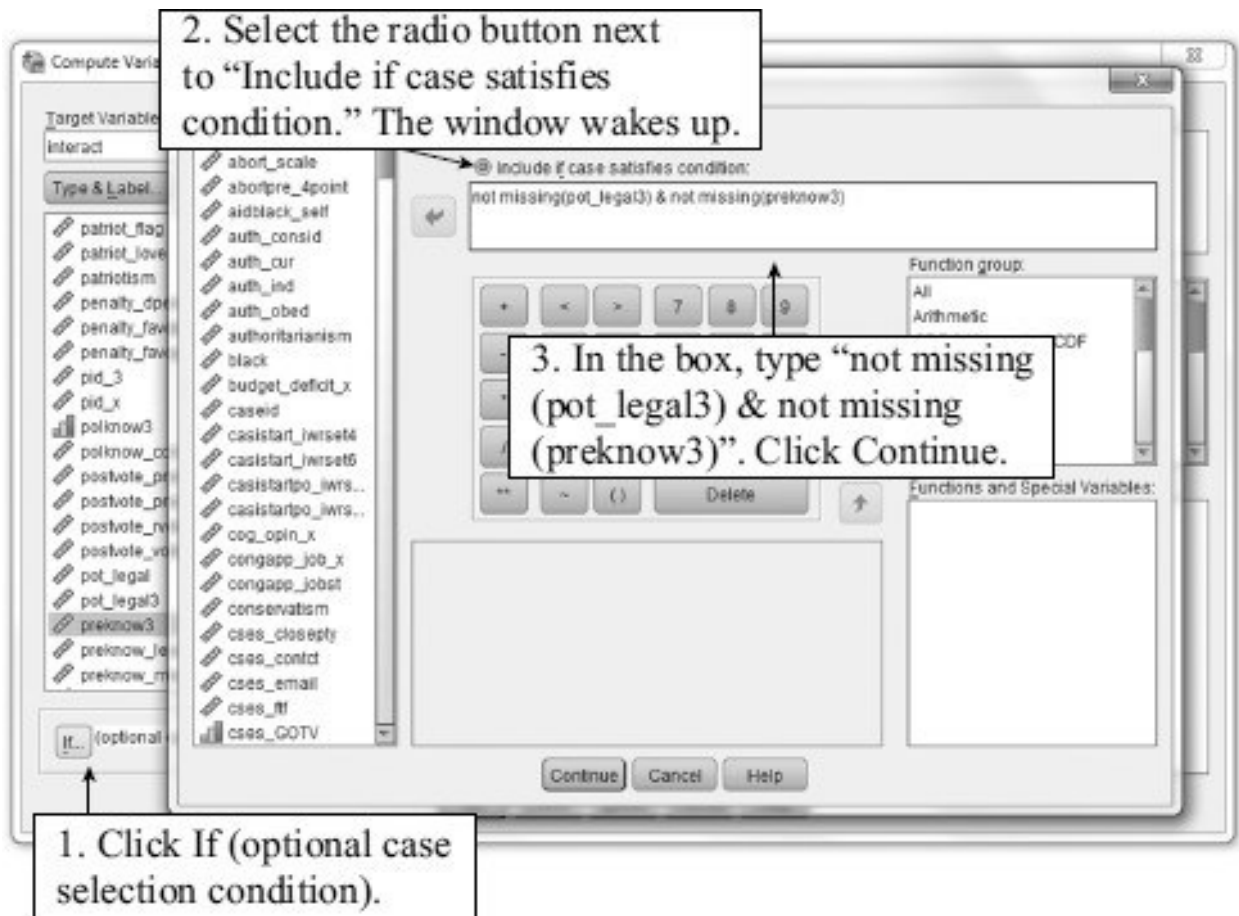 2. Select the radio button next
to “Include if case satisfies
condition.” The window wakes up.
Compute Varia
Target Variable
interact
Type & Label...
patriot_flag
patriot_love
patriotism
penalty_dpe
penalty_fav
penalty_fav
pid_3
pid_x
polknow3
polknow_co
postvote_pr
postvote_pr
postvote_rv
postvote_vo
pot_legal
pot_legal3
preknow3
preknow_le
preknow_m
If...
(optional
abort_scale
abortpre_4point
aidblack_self
auth_consid
auth_cur
auth_ind
auth_obed
authoritarianism
black
budget_deficit_x
caseid
casistart_iwrset4
casistart_iwrset6
casistartpo_iwrs...
casistartpo_iwrs...
cog_opin_x
congapp_job_x
congapp_jobst
conservatism
cses_closepty
cses_contct
cses_email
cses_ftf
cses_GOTV
Include if case satisfies condition:
not missing(pot_legal3) & not missing(preknow3)
+ < > 7 8 9
** ~ () Delete
Function group:
All
Arithmetic
CDF
3. In the box, type “not missing
(pot_legal3) & not missing
(preknow3)”. Click Continue.
Functions and Special Variables:
Continue Cancel Help
1. Click If (optional case
selection condition).